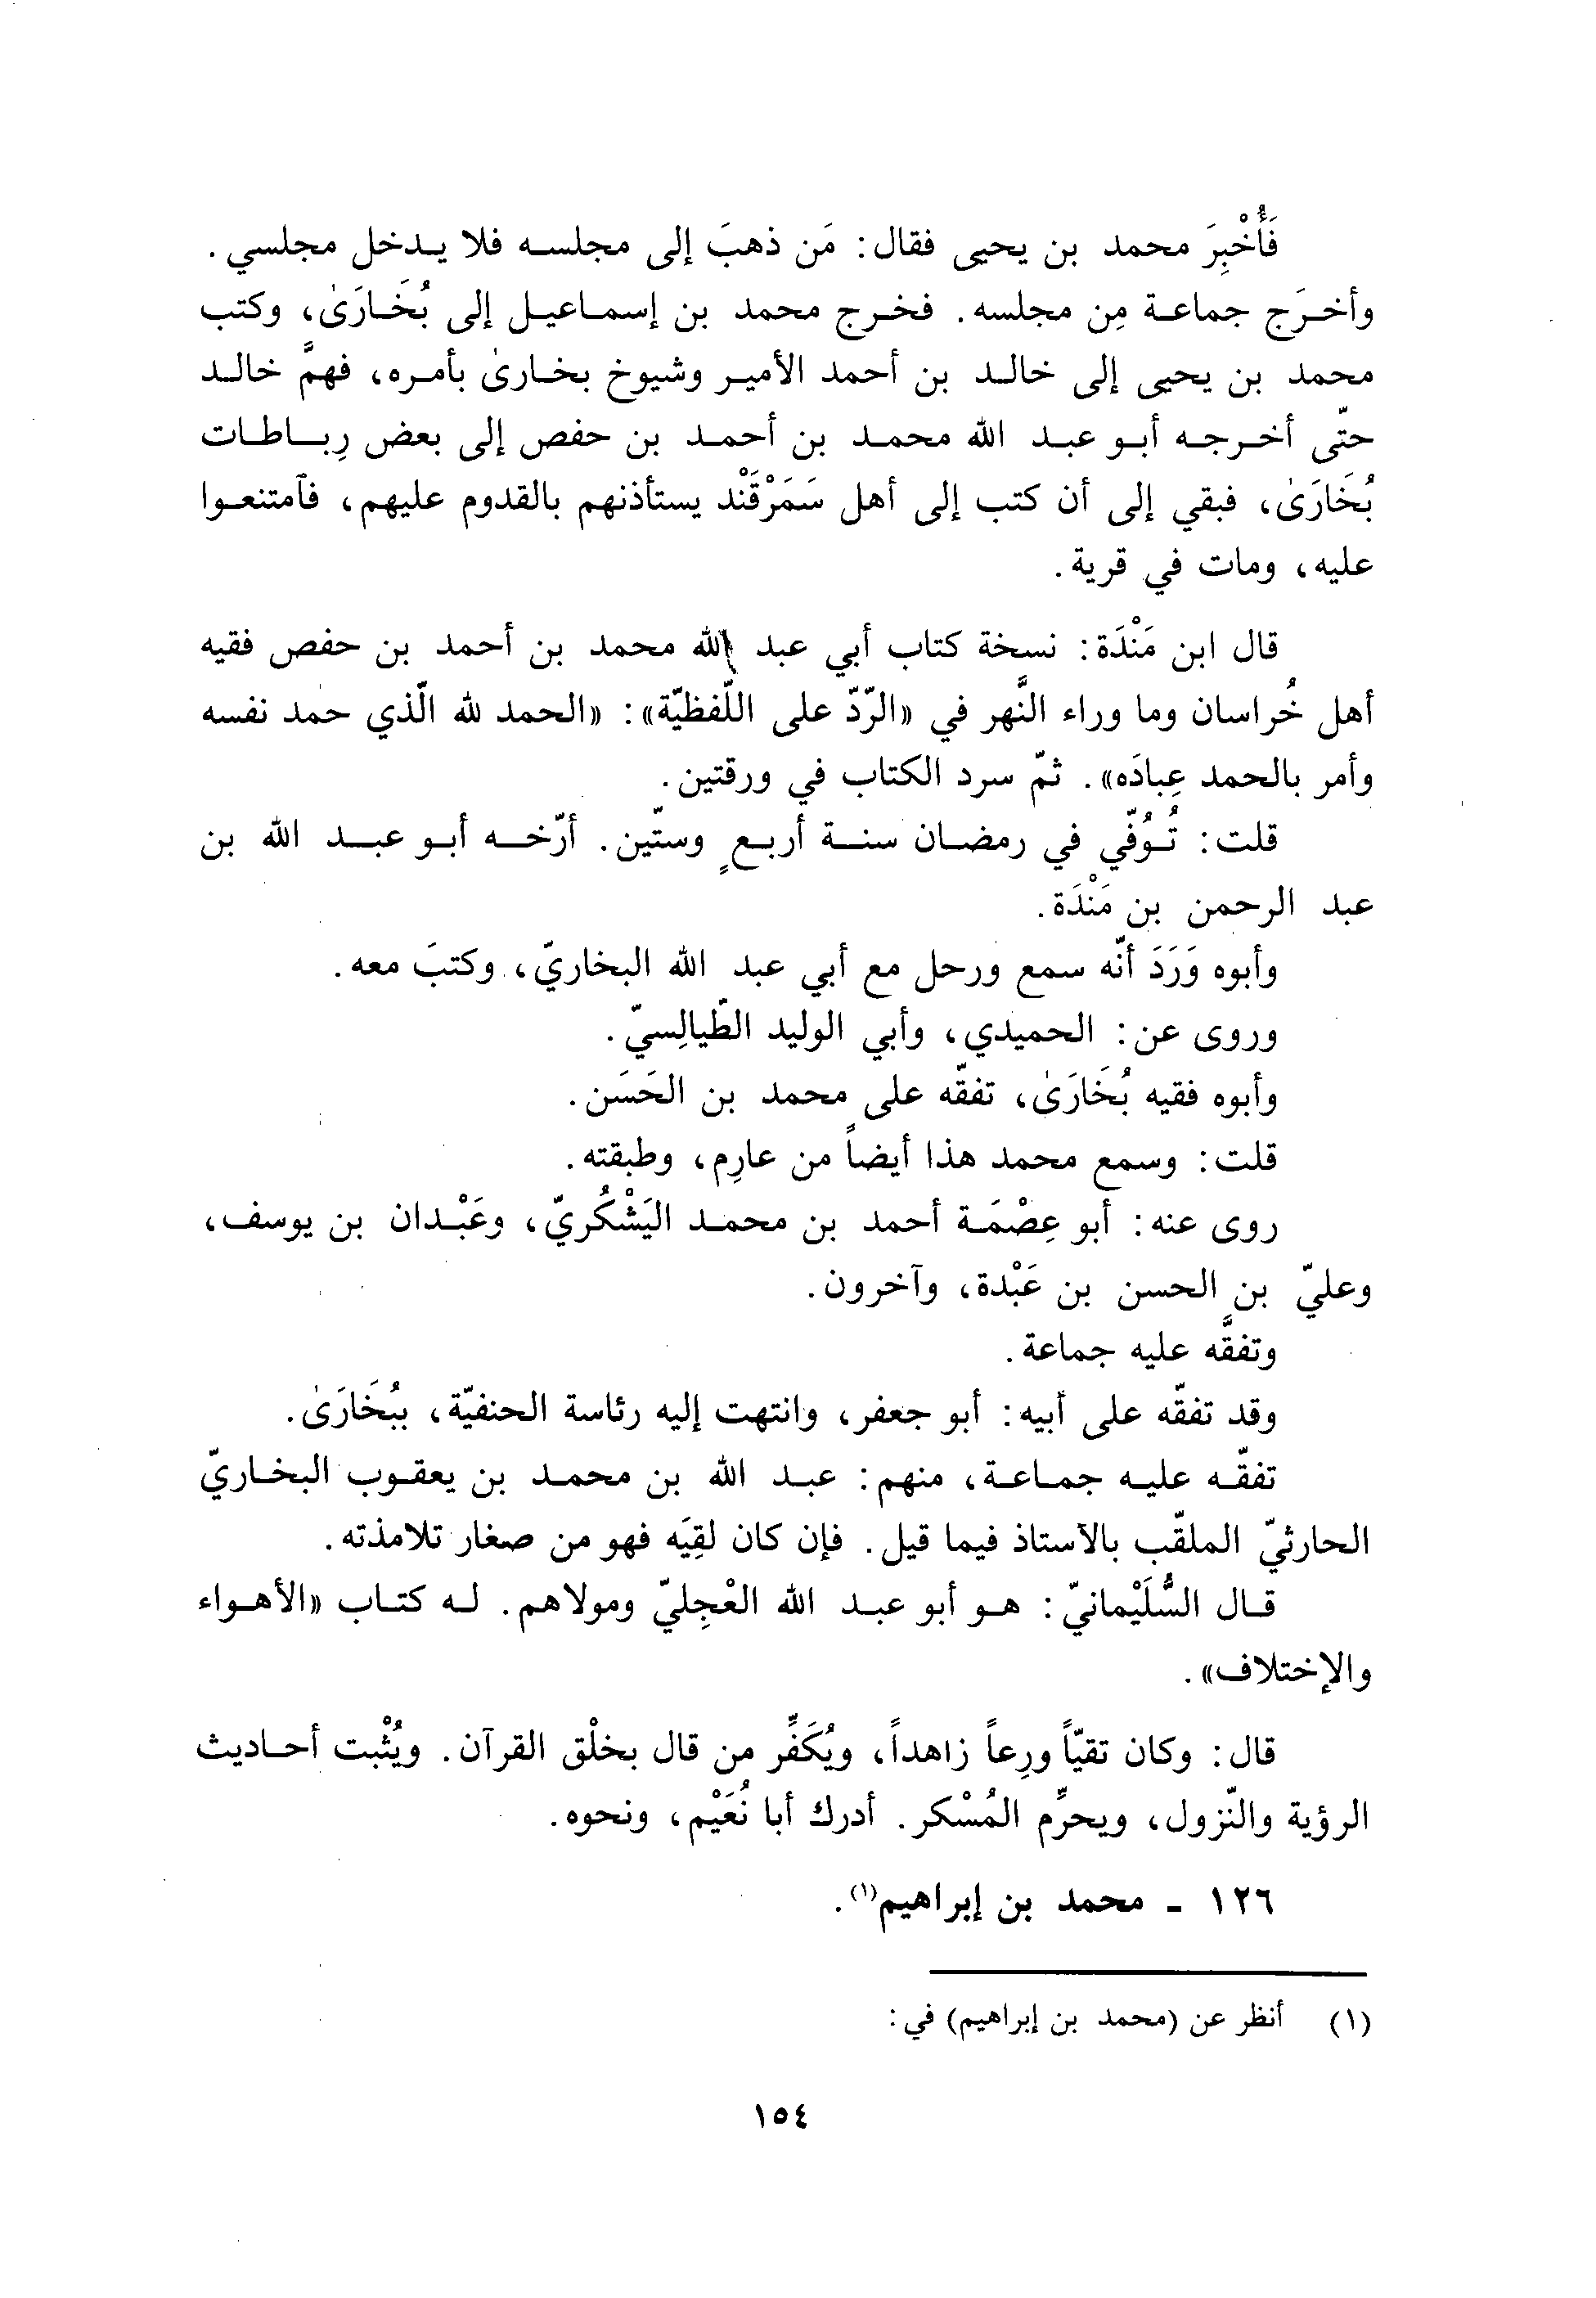 فَأُخْبِرَ محمد بن يحيى فقال: مَن ذهبَ إلى مجلسه فلا يدخل مجلسي.
وأخرَج جماعة مِن مجلسه. فخرج محمد بن إسماعيل إلى بُخَارَىٰ، وكتب
محمد بن يحيى إلى خالد بن أحمد الأمير وشيوخ بخارىٰ بأمره، فهمَّ خالد
حتّى أخرجه أبو عبد الله محمد بن أحمد بن حفص إلى بعض رِباطات
بُخَارَىٰ، فبقي إلى أن كتب إلى أهل سَمَرْقَنْد يستأذنهم بالقدوم عليهم، فآمتنعوا
عليه، ومات في قرية.
قال ابن مَنْدَة: نسخة كتاب أبي عبد الله محمد بن أحمد بن حفص فقيه
أهل خُراسان وما وراء النَّهر في «الرّدّ على اللّفظيّة»: «الحمد لله الّذي حمد نفسه
وأمر بالحمد عِبادَه». ثمّ سرد الكتاب في ورقتين.
قلت: تُوُفّي في رمضان سنة أربعٍ وستّين. أرّخه أبو عبد الله بن
عبد الرحمن بن مَنْدَة.
وأبوه وَرَدَ أنّه سمع ورحل مع أبي عبد الله البخاريّ، وكتبَ معه.
وروى عن: الحميدي، وأبي الوليد الطّيالِسيّ.
وأبوه فقيه بُخَارَىٰ، تفقّه على محمد بن الحَسَن.
قلت: وسمع محمد هذا أيضاً من عارِم، وطبقته.
روى عنه: أبو عِصْمَة أحمد بن محمد اليَشْكُريّ، وعَبْدان بن يوسف،
وعليّ بن الحسن بن عَبْدة، وآخرون.
وتفقَّه عليه جماعة.
وقد تفقّه على أبيه: أبو جعفر، وانتهت إليه رئاسة الحنفيّة، ببُخَارَىٰ.
تفقّه عليه جماعة، منهم: عبد الله بن محمد بن يعقوب البخاريّ
الحارثيّ الملقّب بالآستاذ فيما قيل. فإن كان لقِيَه فهو من صغار تلامذته.
قال السُّلَيْمانيّ: هو أبو عبد الله العْجِليّ ومولاهم. له كتاب «الأهواء
والإختلاف».
قال: وكان تقيّاً ورِعاً زاهداً، ويُكَفِّر من قال بخلْق القرآن. ويُثْبت أحاديث
الرؤية والنّزول، ويحرِّم المُسْكر. أدرك أبا نُعَيْم، ونحوه.
١٢٦ - محمد بن إبراهيم(١).
(١) أنظر عن (محمد بن إبراهيم) في:
١٥٤